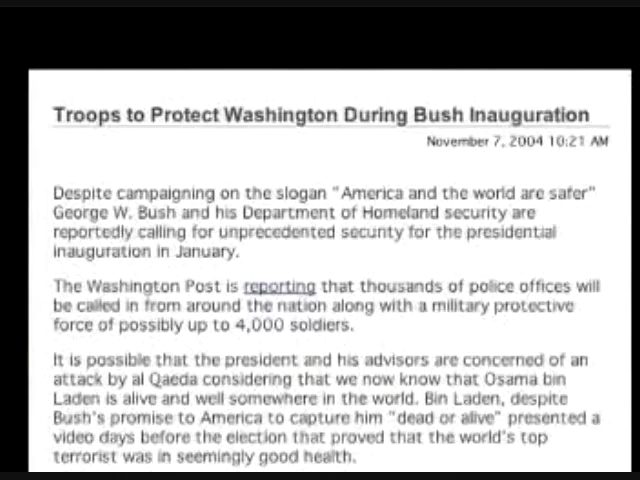 Troops to Protect Washington During Bush Inauguration
November 7, 2004 10:21 AM
Despite campaigning on the slogan "America and the world are safer"
George W. Bush and his Department of Homeland security are
reportedly calling for unprecedented security for the presidential
inauguration in January.
The Washington Post is reporting that thousands of police offices will
be called in from around the nation along with a military protective
force of possibly up to 4,000 soldiers.
It is possible that the president and his advisors are concerned of an
attack by al Qaeda considering that we now know that Osama bin
Laden is alive and well somewhere in the world. Bin Laden, despite
Bush's promise to America to capture him "dead or alive" presented a
video days before the election that proved that the world's top
terrorist was in seemingly good health.